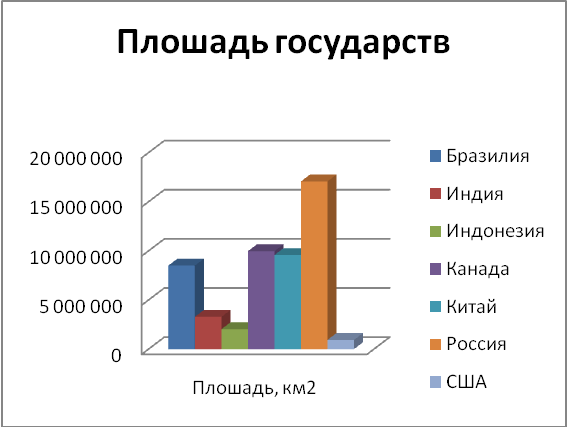 Плошадь государств
20 000 000
15 000 000
10 000 000
5 000 000
0
Плошадь, км2
Бразилия
Индия
Индонезия
Канада
Китай
Россия
США